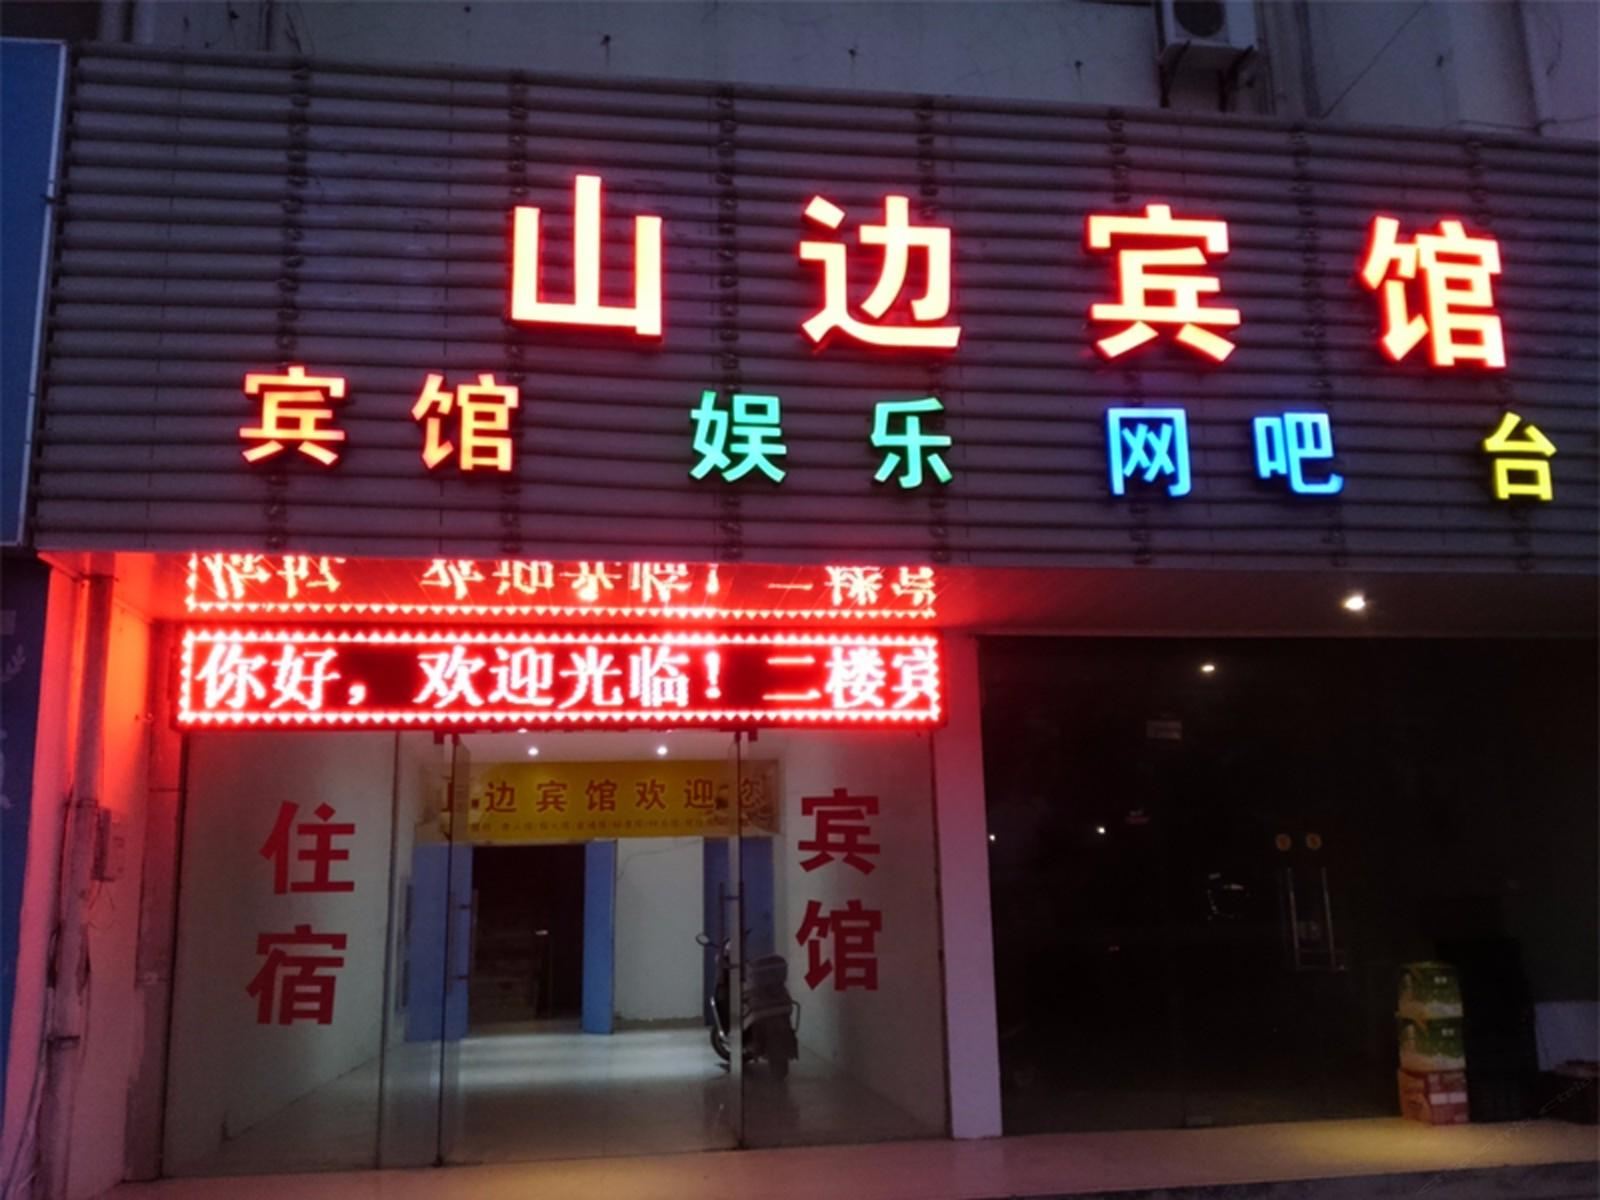 山边宾馆
宾馆 娱乐 网吧 台
你好，欢迎光临！二楼宾
边宾馆欢迎您
住宿
宾馆